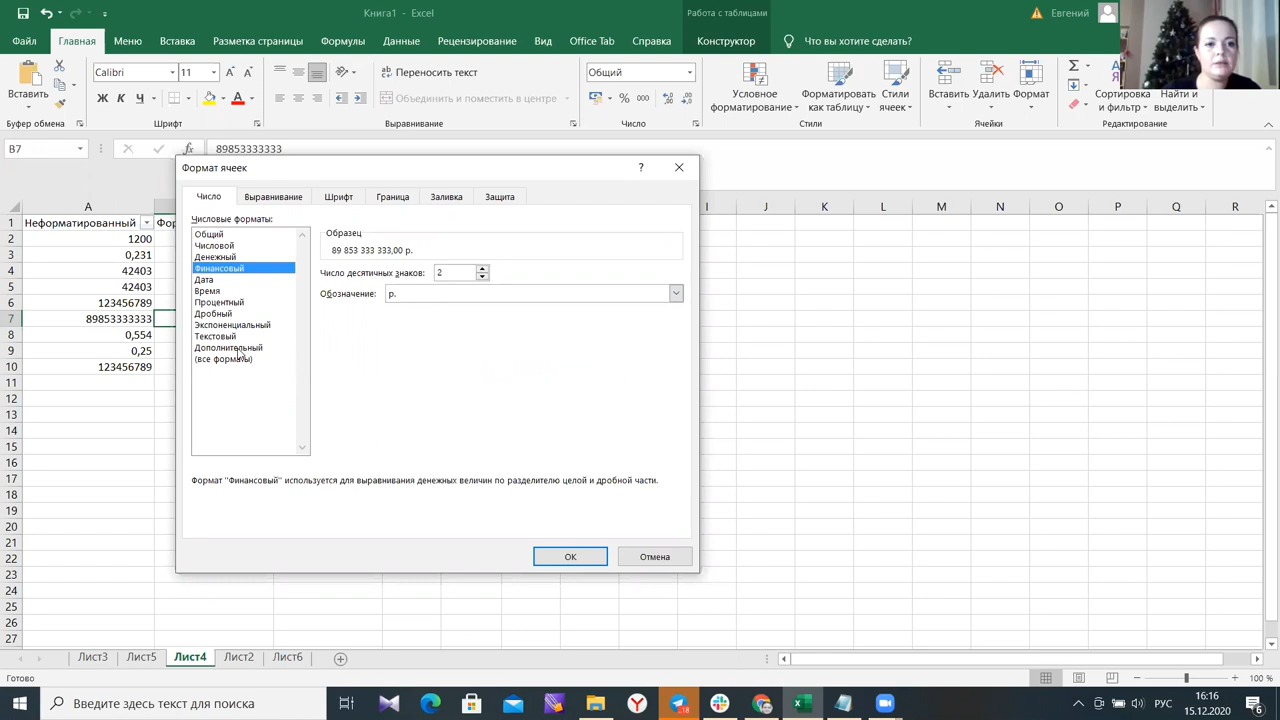 Книга1 - Excel
Работа с таблицами
Евгений
Файл Главная Меню Вставка Разметка страницы Формулы Данные Рецензирование Вид Office Tab Справка Конструктор Что вы хотите сделать?
Вставить
Calibri 11
Ж К Ч
Переносить текст
Объединить и поместить в центре
Общий
% 000
Условное форматирование
Форматировать как таблицу
Стили ячеек
Вставить Удалить Формат
Сортировка и фильтр
Найти и выделить
Буфер обмена Шрифт Выравнивание Число Стили Ячейки Редактирование
B7 fx 89853333333
Формат ячеек
Число Выравнивание Шрифт Граница Заливка Защита
Числовые форматы:
Общий
Числовой
Денежный
Финансовый
Дата
Время
Процентный
Дробный
Экспоненциальный
Текстовый
Дополнительный
(все форматы)
Образец
89 853 333 333,00 р.
Число десятичных знаков: 2
Обозначение: р.
Формат "Финансовый" используется для выравнивания денежных величин по разделителю целой и дробной части.
ОК Отмена
A I J K L M N O P Q R
1 Неформатированный Фор
2 1200
3 0,231
4 42403
5 42403
6 123456789
7 89853333333
8 0,554
9 0,25
10 123456789
11
12
13
14
15
16
17
18
19
20
21
22
23
24
25
26
27
Лист3 Лист5 Лист4 Лист2 Лист6
Готово
100 %
Введите здесь текст для поиска
18
РУС
16:16
15.12.2020
6